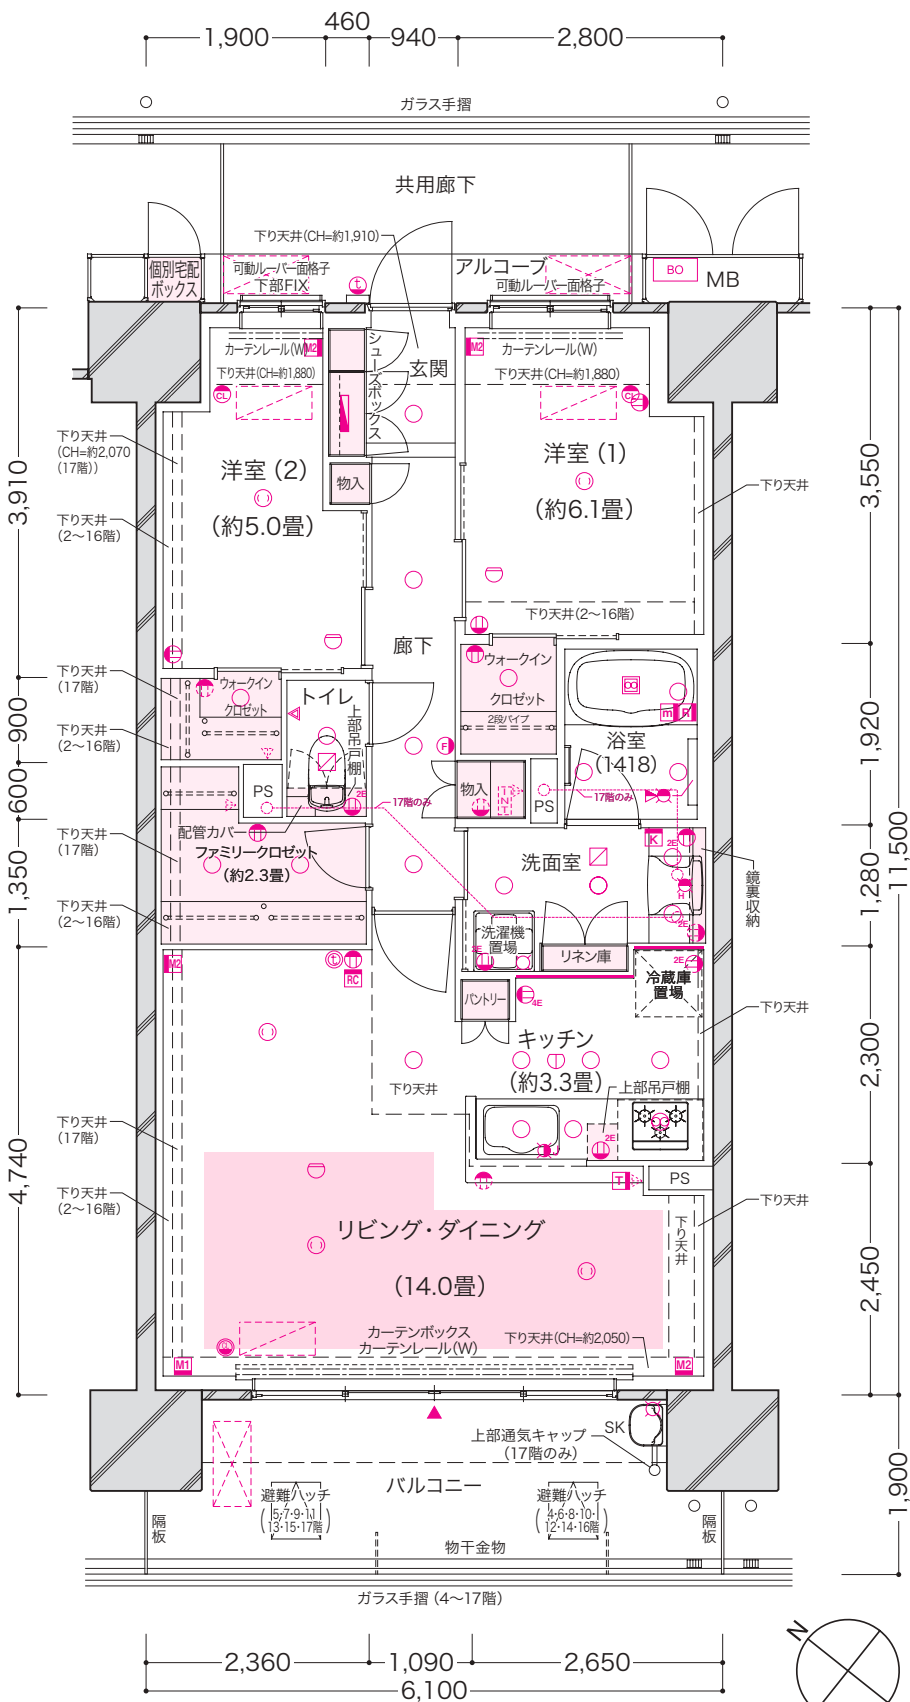 460
1,900
940
2,800
ガラス手摺
共用廊下
下り天井(CH=約1,910)
個別宅配
ボックス
可動ルーバー面格子
下部FIX
アルコーブ
可動ルーバー面格子
BO
MB
カーテンレール(W)
M2
シューズボックス
玄関
M2
カーテンレール(W)
下り天井(CH=約1,880)
下り天井(CH=約1,880)
CL
CL
下り天井
(CH=約2,070
(17階))
洋室 (2)
(約5.0畳)
物入
洋室 (1)
(約6.1畳)
下り天井
3,910
3,550
下り天井
(2〜16階)
下り天井(2〜16階)
廊下
下り天井
(17階)
ウォークイン
クロゼット
トイレ
上部吊戸棚
ウォークイン
クロゼット
2段パイプ
900
下り天井
(2〜16階)
F
浴室
(1418)
m
R
1,920
600
PS
2E
17階のみ
物入
PS
17階のみ
11,500
配管カバー
下り天井
(17階)
ファミリークロゼット
(約2.3畳)
洗面室
K
2E
H
2E
鏡裏収納
1,350
1,280
下り天井
(2〜16階)
洗濯機
置場
2E
リネン庫
M2
t
RC
パントリー
4E
冷蔵庫
置場
2E
下り天井
キッチン
(約3.3畳)
下り天井
上部吊戸棚
2E
2,300
下り天井
(17階)
4,740
T
PS
下り天井
(2〜16階)
下り天井
下り天井
リビング・ダイニング
(14.0畳)
2,450
カーテンボックス
カーテンレール(W)
下り天井(CH=約2,050)
M1
M2
SK
上部通気キャップ
(17階のみ)
バルコニー
1,900
避難ハッチ
(5・7・9・11
13・15・17階)
避難ハッチ
(4・6・8・10・
12・14・16階)
隔板
隔板
物干金物
ガラス手摺 (4〜17階)
N
2,360
1,090
2,650
6,100